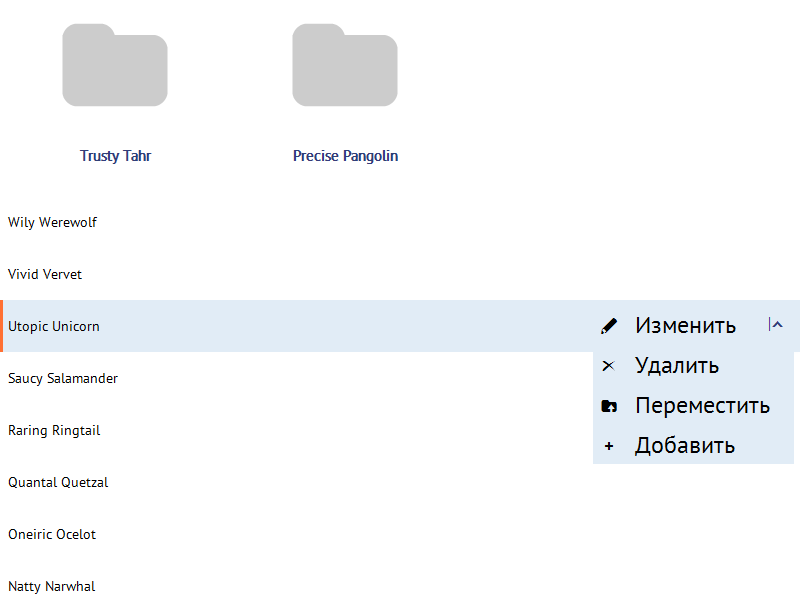 Trusty Tahr
Precise Pangolin
Wily Werewolf
Vivid Vervet
Utopic Unicorn
Изменить
Удалить
Saucy Salamander
Переместить
Raring Ringtail
Добавить
Quantal Quetzal
Oneiric Ocelot
Natty Narwhal